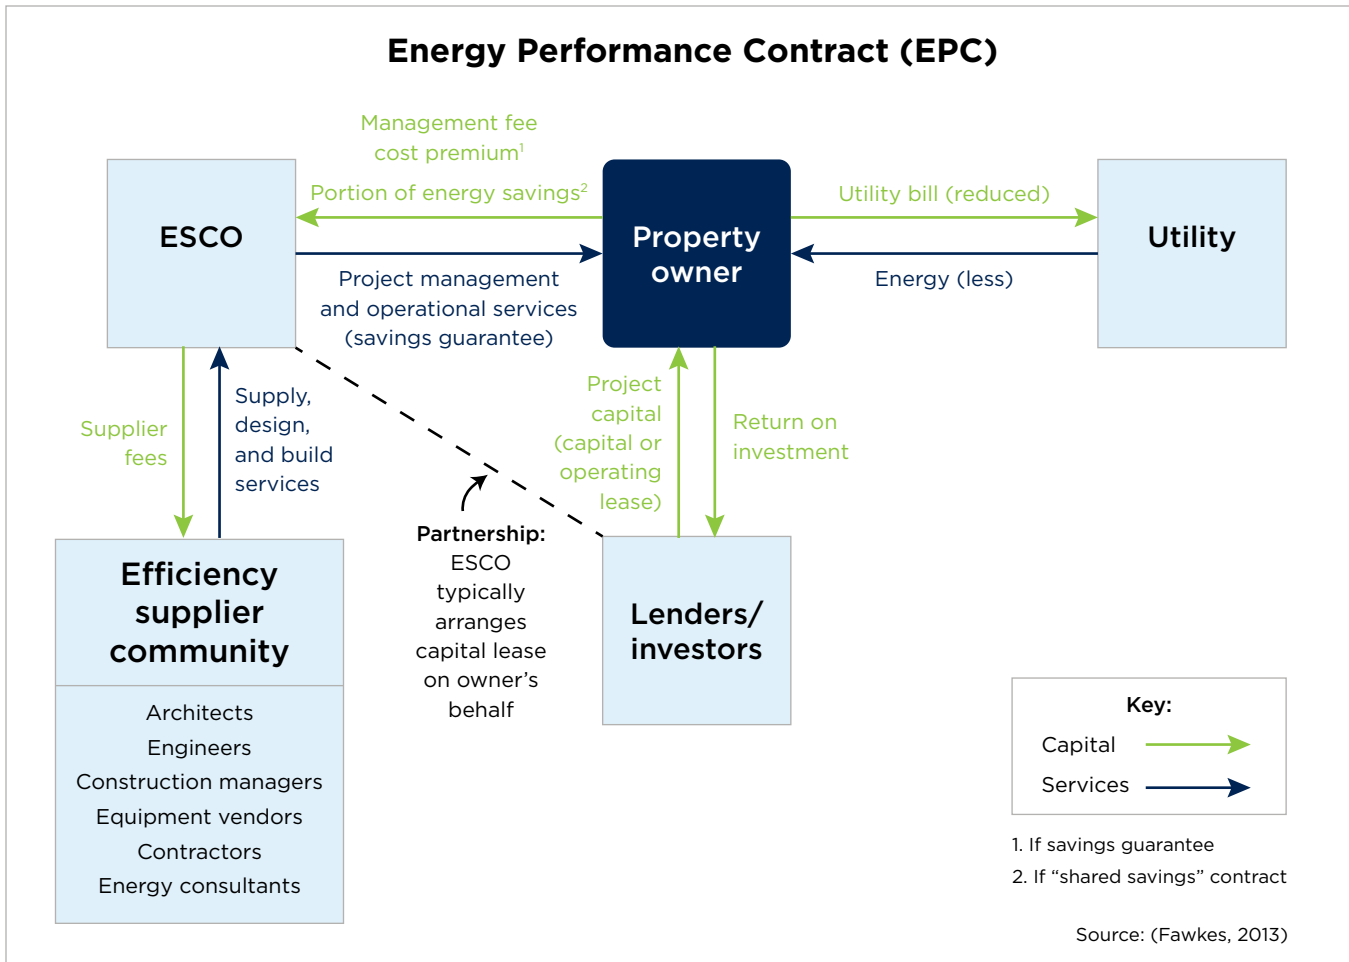 Energy Performance Contract (EPC)
Management fee
cost premium¹
Portion of energy savings²
Utility bill (reduced)
ESCO
Property
owner
Utility
Project management
and operational services
(savings guarantee)
Energy (less)
Supplier
fees
Supply,
design,
and build
services
Project
capital
(capital or
operating
lease)
Return on
investment
Partnership:
ESCO
typically
arranges
capital lease
on owner’s
behalf
Efficiency
supplier
community
Architects
Engineers
Construction managers
Equipment vendors
Contractors
Energy consultants
Lenders/
investors
Key:
Capital
Services
1. If savings guarantee
2. If “shared savings” contract
Source: (Fawkes, 2013)